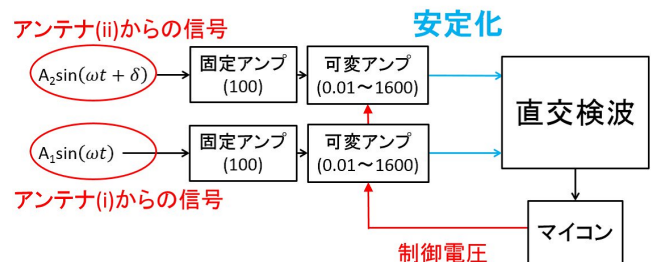 アンテナ(ii)からの信号
安定化
A₂sin(ωt + δ)
固定アンプ
(100)
可変アンプ
(0.01～1600)
直交検波
A₁sin(ωt)
固定アンプ
(100)
可変アンプ
(0.01～1600)
アンテナ(i)からの信号
マイコン
制御電圧